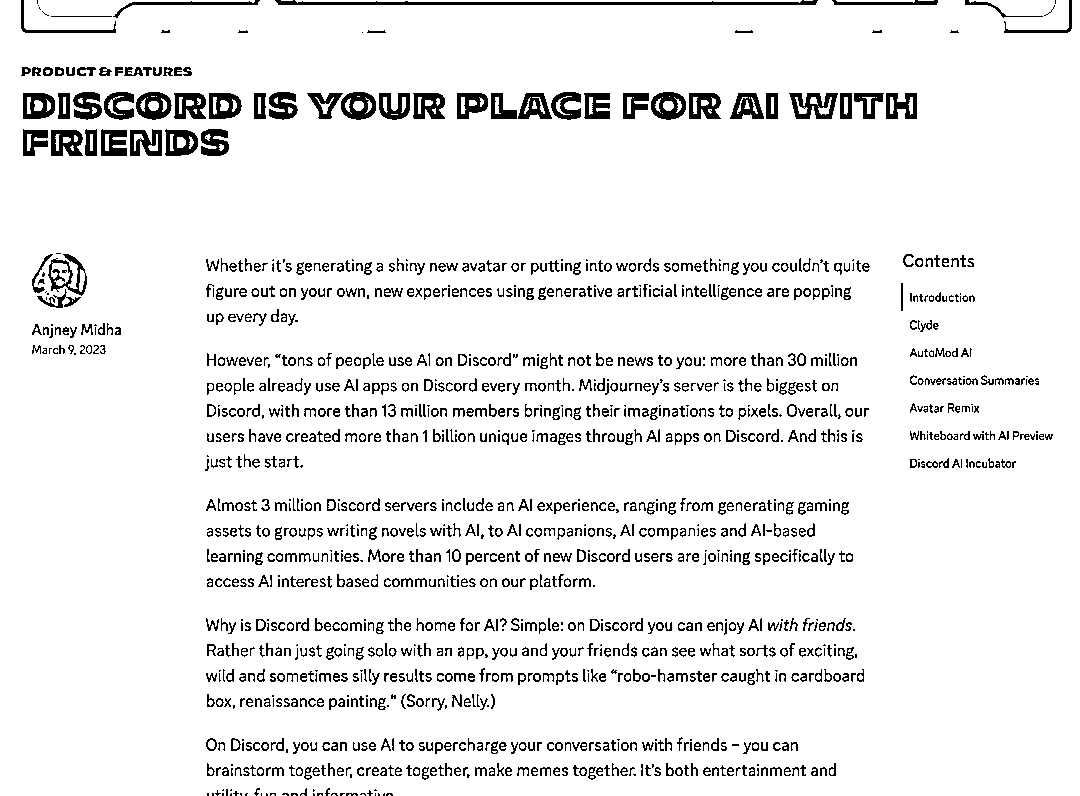 PRODUCT & FEATURES
DISCORD IS YOUR PLACE FOR AI WITH
FRIENDS
Anjney Midha
March 9, 2023
Whether it's generating a shiny new avatar or putting into words something you couldn't quite
figure out on your own, new experiences using generative artificial intelligence are popping
up every day.
However, “tons of people use AI on Discord” might not be news to you: more than 30 million
people already use AI apps on Discord every month. Midjourney's server is the biggest on
Discord, with more than 13 million members bringing their imaginations to pixels. Overall, our
users have created more than 1 billion unique images through AI apps on Discord. And this is
just the start.
Almost 3 million Discord servers include an AI experience, ranging from generating gaming
assets to groups writing novels with AI, to AI companions, AI companies and AI-based
learning communities. More than 10 percent of new Discord users are joining specifically to
access AI interest based communities on our platform.
Why is Discord becoming the home for AI? Simple: on Discord you can enjoy AI with friends.
Rather than just going solo with an app, you and your friends can see what sorts of exciting,
wild and sometimes silly results come from prompts like “robo-hamster caught in cardboard
box, renaissance painting.” (Sorry, Nelly.)
On Discord, you can use AI to supercharge your conversation with friends – you can
brainstorm together, create together, make memes together. It's both entertainment and
utility, fun and informative.
Contents
Introduction
Clyde
AutoMod AI
Conversation Summaries
Avatar Remix
Whiteboard with AI Preview
Discord AI Incubator